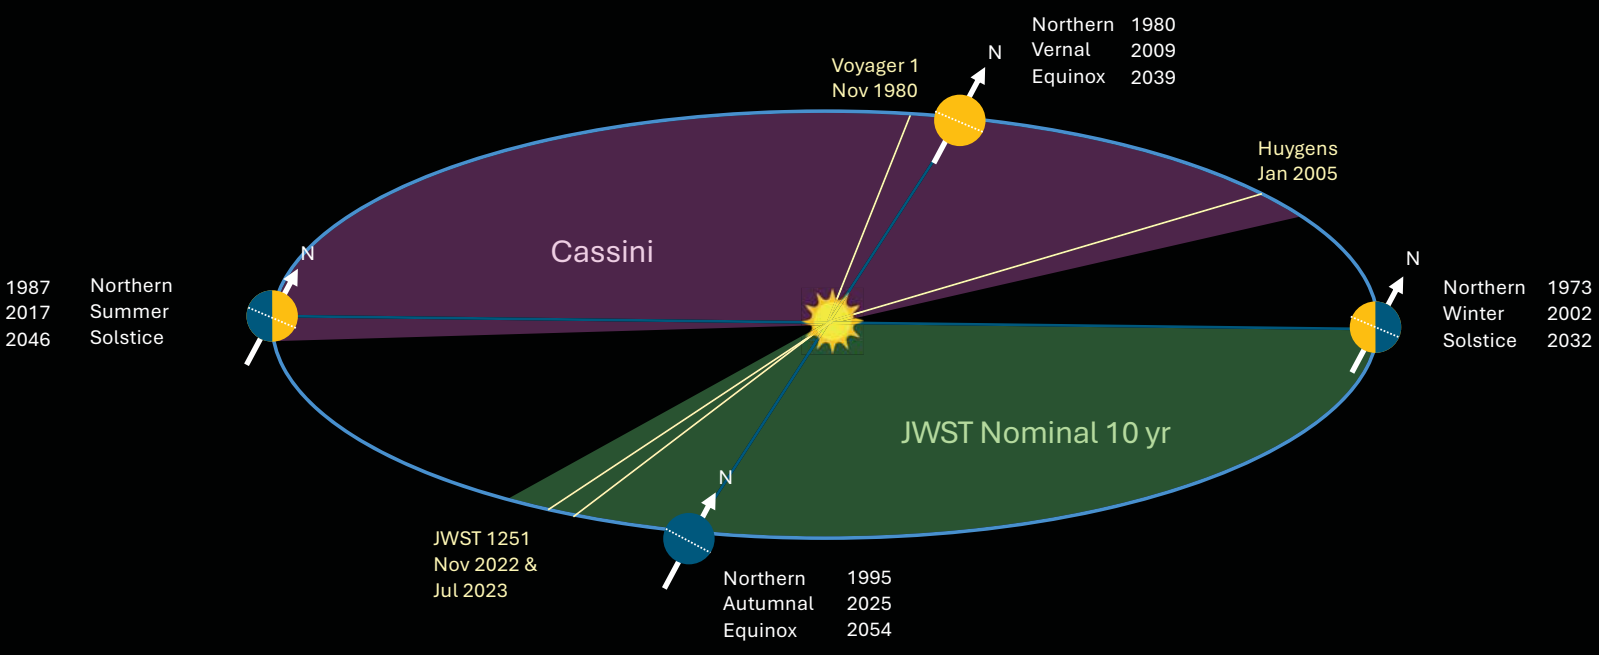 Northern 1980
Vernal 2009
Equinox 2039
N
Voyager 1
Nov 1980
Huygens
Jan 2005
Cassini
N
1987 Northern
2017 Summer
2046 Solstice
N
Northern 1973
Winter 2002
Solstice 2032
JWST Nominal 10 yr
N
JWST 1251
Nov 2022 &
Jul 2023
Northern 1995
Autumnal 2025
Equinox 2054